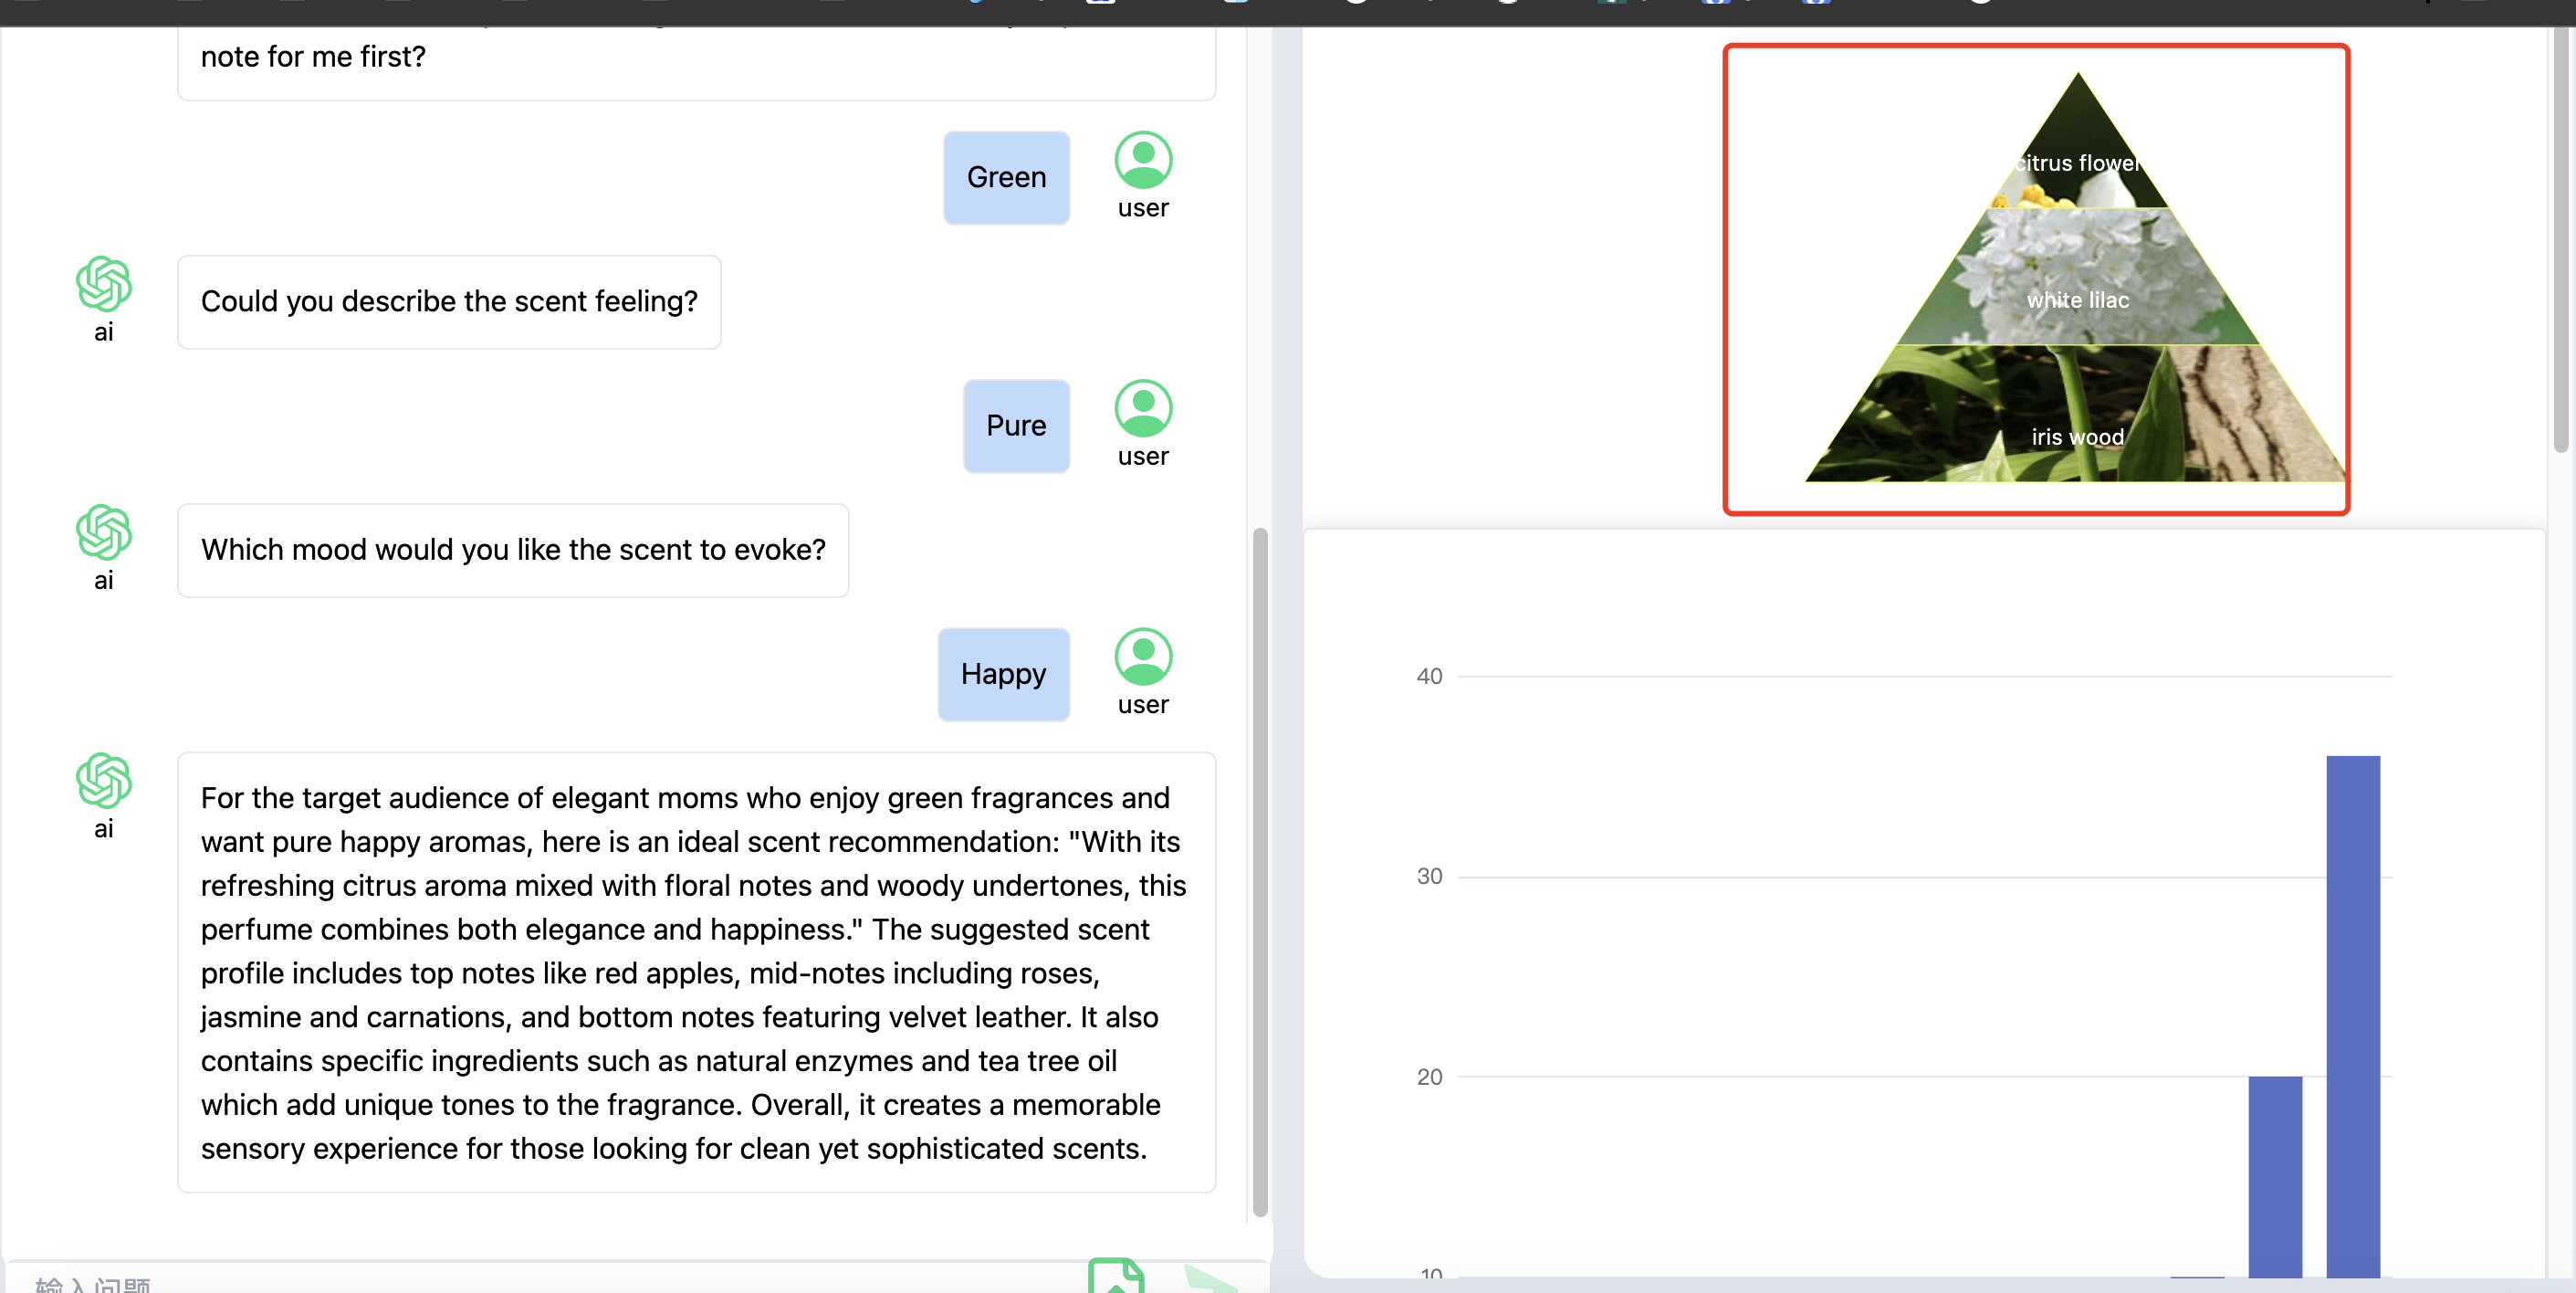 note for me first?
Green
user
Could you describe the scent feeling?
ai
Pure
user
Which mood would you like the scent to evoke?
ai
Happy
user
For the target audience of elegant moms who enjoy green fragrances and
want pure happy aromas, here is an ideal scent recommendation: "With its
refreshing citrus aroma mixed with floral notes and woody undertones, this
perfume combines both elegance and happiness." The suggested scent
profile includes top notes like red apples, mid-notes including roses,
jasmine and carnations, and bottom notes featuring velvet leather. It also
contains specific ingredients such as natural enzymes and tea tree oil
which add unique tones to the fragrance. Overall, it creates a memorable
sensory experience for those looking for clean yet sophisticated scents.
ai
输入问题
citrus flower
white lilac
iris wood
40
30
20
10